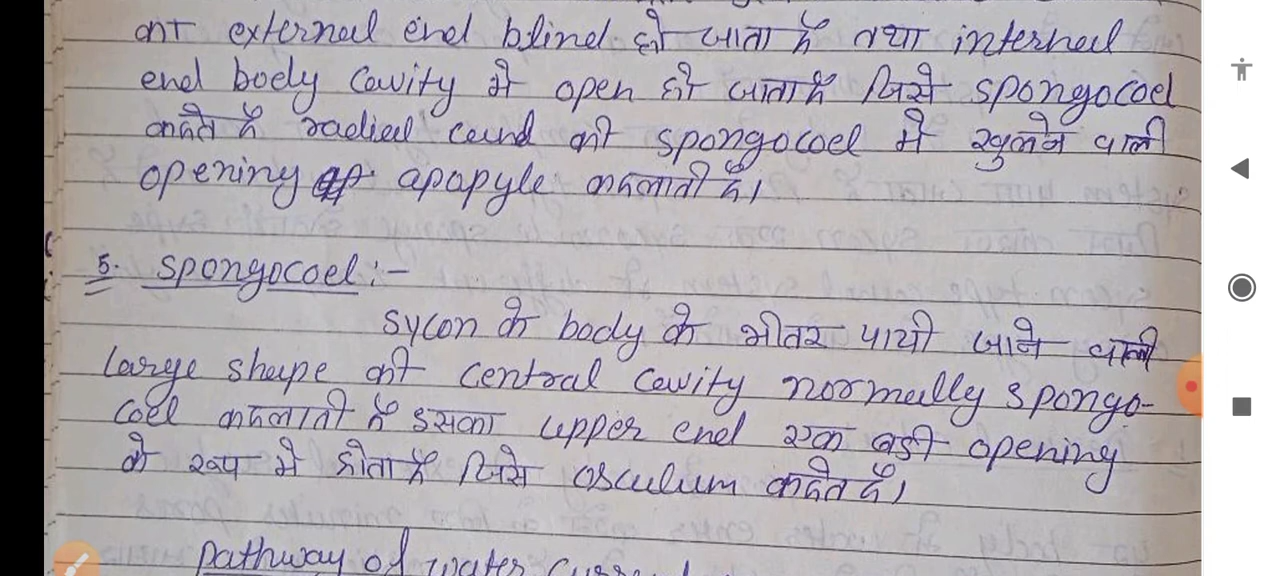 का external end blind हो जाता है तथा internal
end body cavity में open हो जाता है जिसे spongocoel
कहते है radial canal की spongocoel में खुलने वाली
opening apopyle कहलाती है।
5. spongocoel :-
sycon के body के भीतर पायी जाने वाली
large shape की central cavity normally spongo-
coel कहलाती है इसका upper end एक बडी opening
के रूप में होता है जिसे osculum कहते है।
pathway of water current